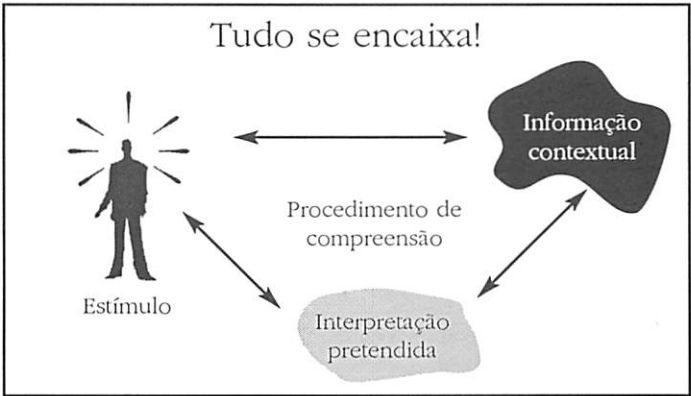 Tudo se encaixa!
Informação
contextual
Procedimento de
compreensão
Estímulo
Interpretação
pretendida